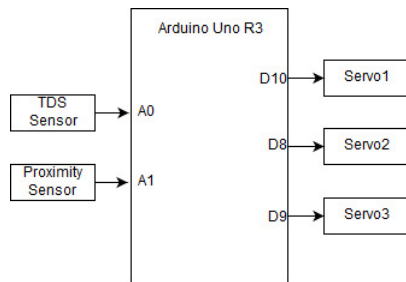 Arduino Uno R3
TDS
Sensor
A0
Proximity
Sensor
A1
D10
Servo1
D8
Servo2
D9
Servo3